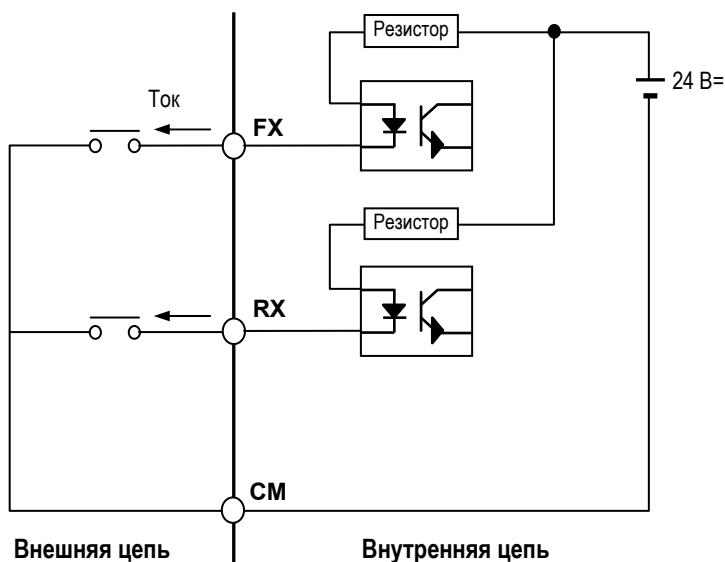 Резистор
24 В=
Ток
FX
Резистор
RX
CM
Внешняя цепь
Внутренняя цепь